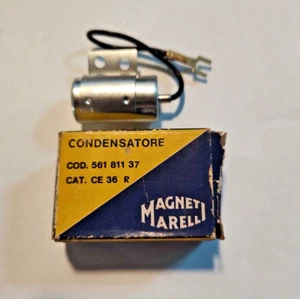 CONDENSATORE
COD. 561 811 37
CAT. CE 36 R
MAGNETI
MARELLI